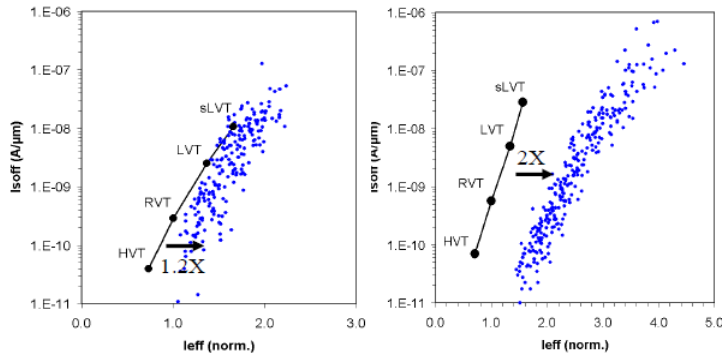 1.E-06
1.E-07
1.E-08
1.E-09
1.E-10
1.E-11
Isoff (A/µm)
sLVT
LVT
RVT
HVT
1.2X
0.0 1.0 2.0 3.0
Ieff (norm.)
1.E-06
1.E-07
1.E-08
1.E-09
1.E-10
1.E-11
Isoff (A/µm)
sLVT
LVT
2X
RVT
HVT
0.0 1.0 2.0 3.0 4.0 5.0
Ieff (norm.)